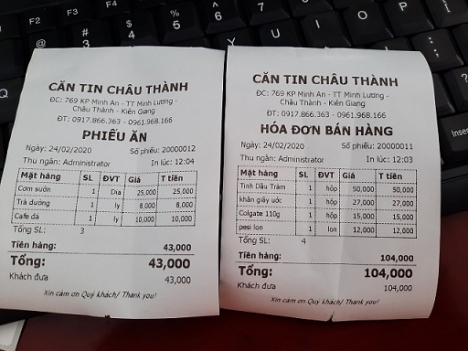 CĂN TIN CHÂU THÀNH
ĐC: 769 KP Minh An - TT Minh Lương -
Châu Thành - Kiên Giang
ĐT: 0917.866.363 - 0961.968.166
PHIẾU ĂN
Ngày: 24/02/2020 Số phiếu: 20000012
Thu ngân: Administrator In lúc: 12:04
Mặt hàng SL ĐVT Giá T tiền
Cơm sườn 1 Dĩa 25,000 25,000
Trà đường 1 ly 8,000 8,000
Cafe đá 1 ly 10,000 10,000
Tổng SL: 3
Tiền hàng: 43,000
Tổng: 43,000
Khách đưa 43,000
Xin cảm ơn Quý khách/ Thank you!
CĂN TIN CHÂU THÀNH
ĐC: 769 KP Minh An - TT Minh Lương -
Châu Thành - Kiên Giang
ĐT: 0917.866.363 - 0961.968.166
HÓA ĐƠN BÁN HÀNG
Ngày: 24/02/2020 Số phiếu: 20000011
Thu ngân: Administrator In lúc: 12:03
Mặt hàng SL ĐVT Giá T tiền
Tinh Dầu Tràm 1 hộp 50,000 50,000
khăn giấy ướt 1 hộp 27,000 27,000
Colgate 110g 1 hộp 15,000 15,000
pesi lon 1 lon 12,000 12,000
Tổng SL: 4
Tiền hàng: 104,000
Tổng: 104,000
Khách đưa 104,000
Xin cảm ơn Quý khách/ Thank you!